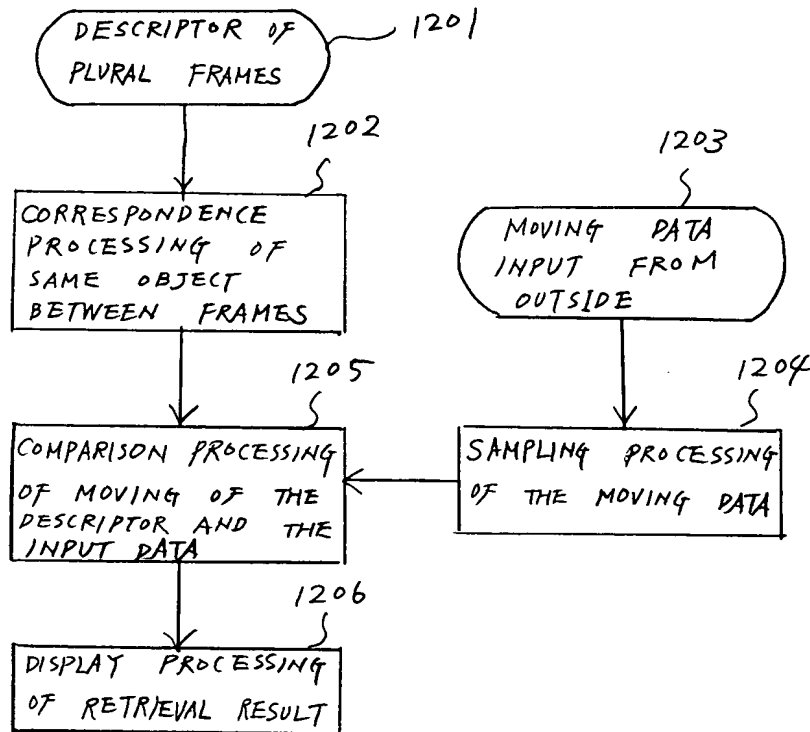 DESCRIPTOR OF
PLURAL FRAMES
1201
1202
CORRESPONDENCE
PROCESSING OF
SAME OBJECT
BETWEEN FRAMES
1203
MOVING DATA
INPUT FROM
OUTSIDE
1204
SAMPLING PROCESSING
OF THE MOVING DATA
1205
COMPARISON PROCESSING
OF MOVING OF THE
DESCRIPTOR AND THE
INPUT DATA
1206
DISPLAY PROCESSING
OF RETRIEVAL RESULT